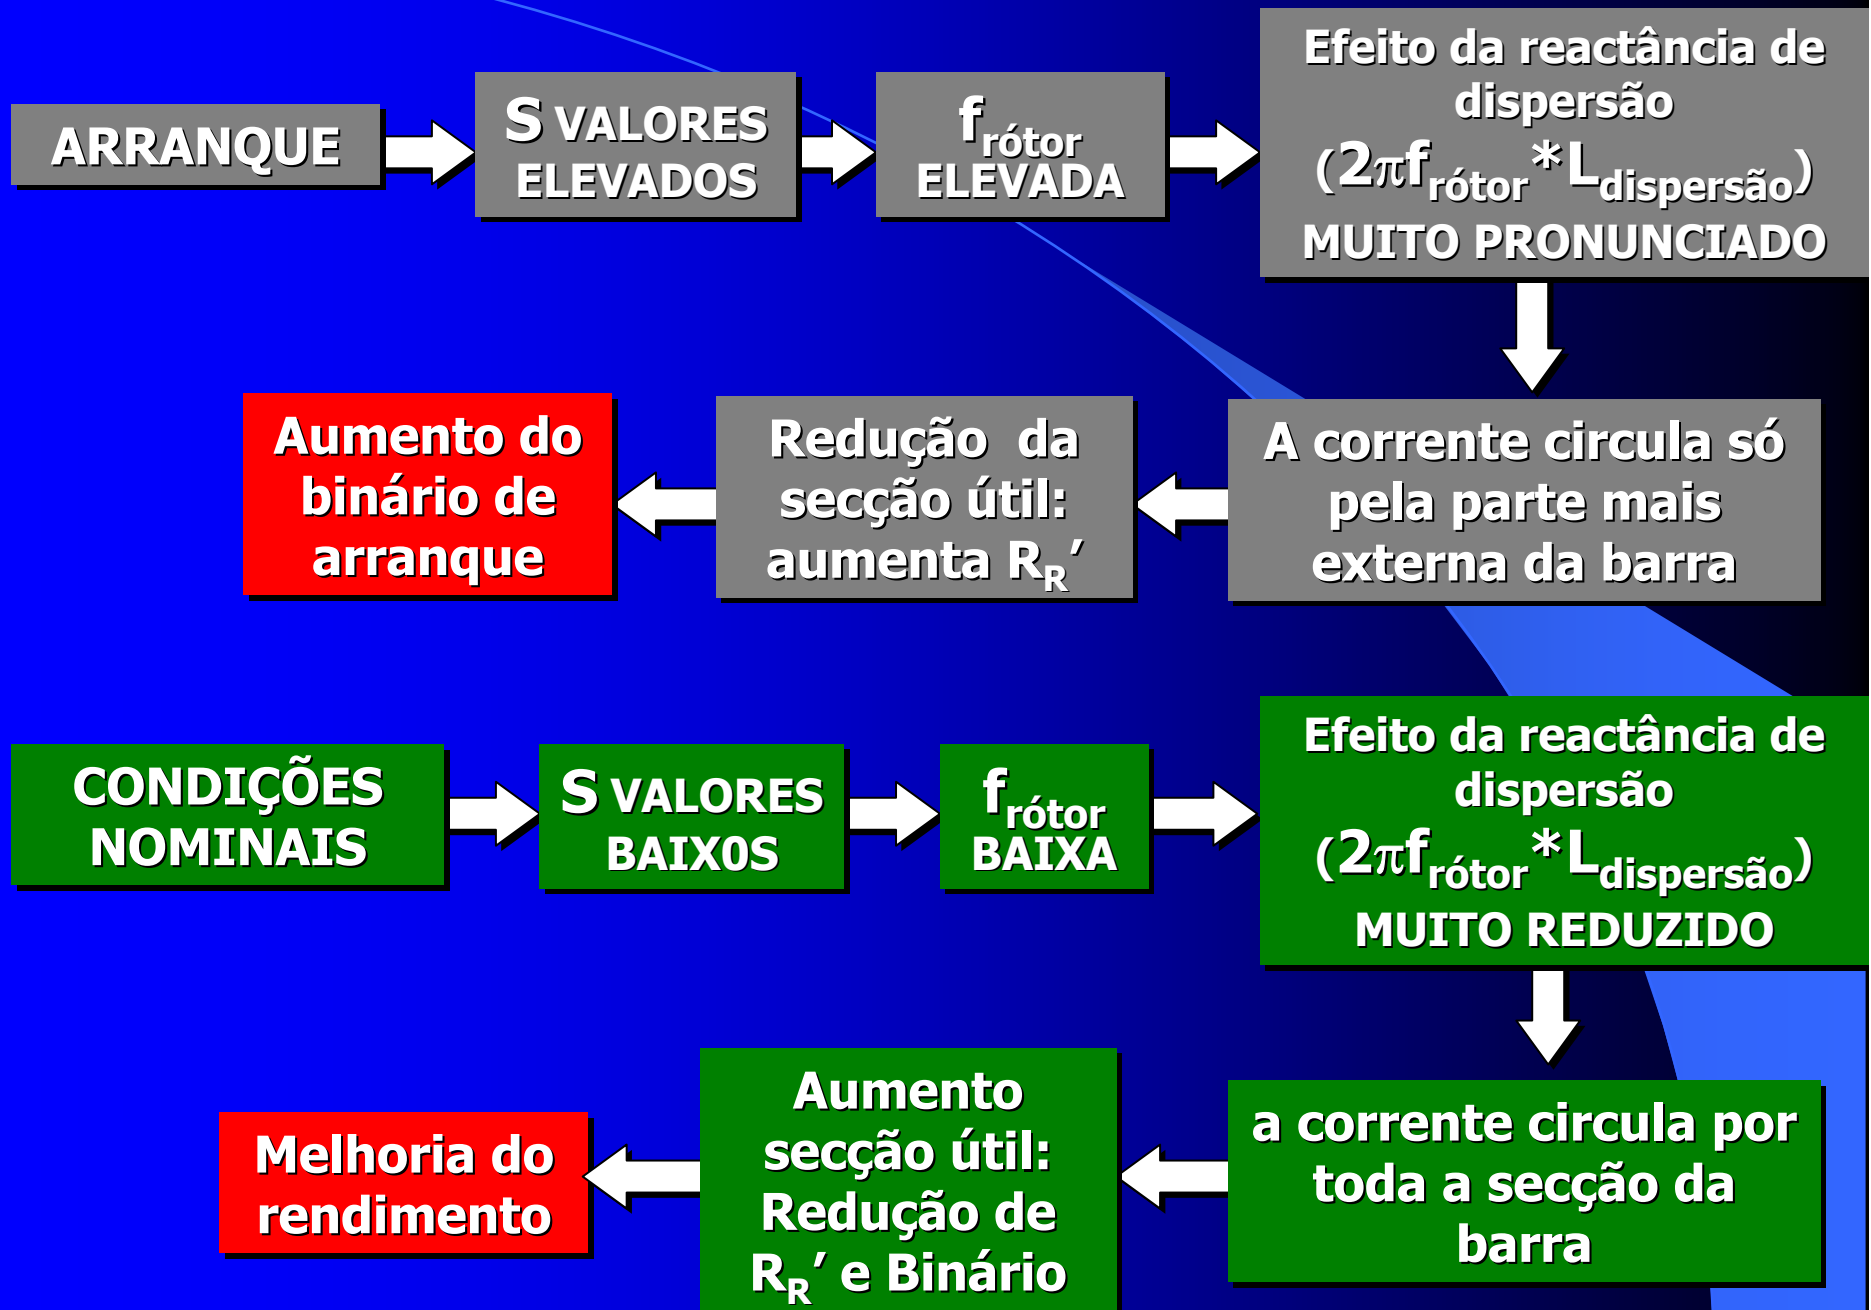 ARRANQUE
S VALORES
ELEVADOS
frótor
ELEVADA
Efeito da reactância de
dispersão
(2πfrótor*Ldispersão)
MUITO PRONUNCIADO
A corrente circula só
pela parte mais
externa da barra
Redução da
secção útil:
aumenta RR’
Aumento do
binário de
arranque
CONDIÇÕES
NOMINAIS
S VALORES
BAIX0S
frótor
BAIXA
Efeito da reactância de
dispersão
(2πfrótor*Ldispersão)
MUITO REDUZIDO
a corrente circula por
toda a secção da
barra
Aumento
secção útil:
Redução de
RR’ e Binário
Melhoria do
rendimento